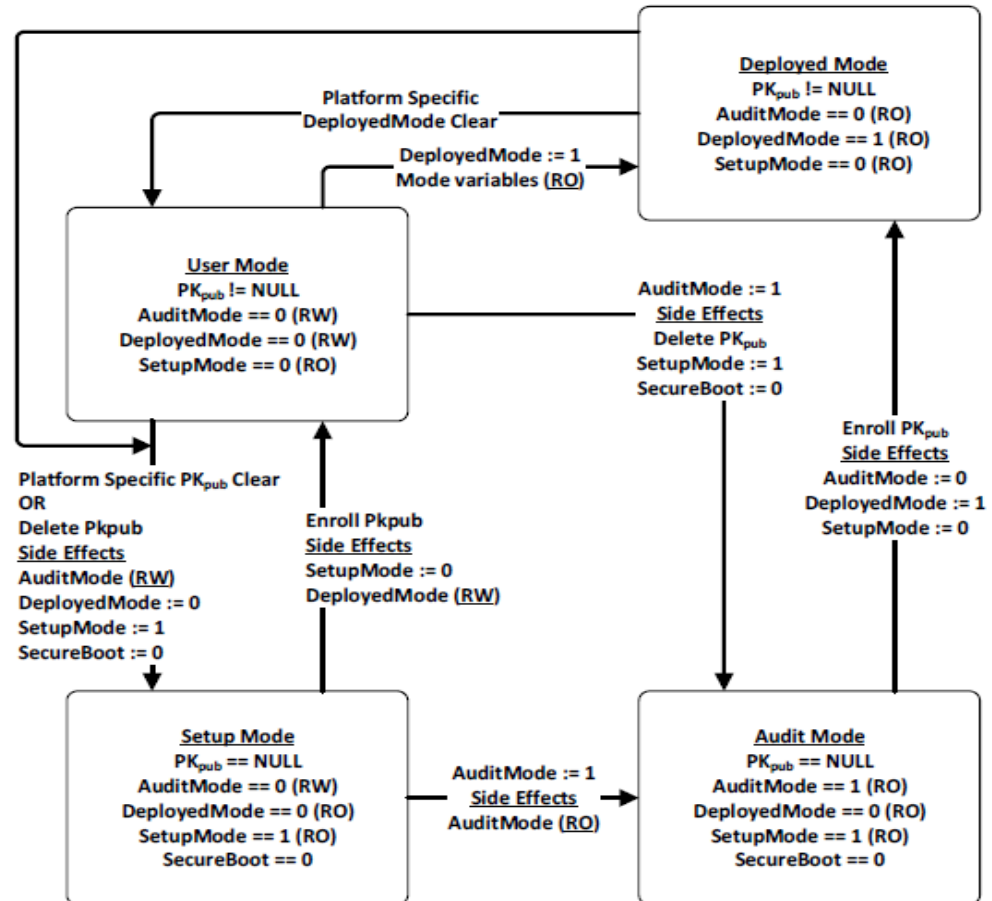 Deployed Mode
PKpub != NULL
AuditMode == 0 (RO)
DeployedMode == 1 (RO)
SetupMode == 0 (RO)
Platform Specific
DeployedMode Clear
DeployedMode := 1
Mode variables (RO)
User Mode
PKpub != NULL
AuditMode == 0 (RW)
DeployedMode == 0 (RW)
SetupMode == 0 (RO)
AuditMode := 1
Side Effects
Delete PKpub
SetupMode := 1
SecureBoot := 0
Enroll PKpub
Side Effects
AuditMode := 0
DeployedMode := 1
SetupMode := 0
Platform Specific PKpub Clear
OR
Delete Pkpub
Side Effects
AuditMode (RW)
DeployedMode := 0
SetupMode := 1
SecureBoot := 0
Enroll Pkpub
Side Effects
SetupMode := 0
DeployedMode (RW)
Setup Mode
PKpub == NULL
AuditMode == 0 (RW)
DeployedMode == 0 (RO)
SetupMode == 1 (RO)
SecureBoot == 0
AuditMode := 1
Side Effects
AuditMode (RO)
Audit Mode
PKpub == NULL
AuditMode == 1 (RO)
DeployedMode == 0 (RO)
SetupMode == 1 (RO)
SecureBoot == 0